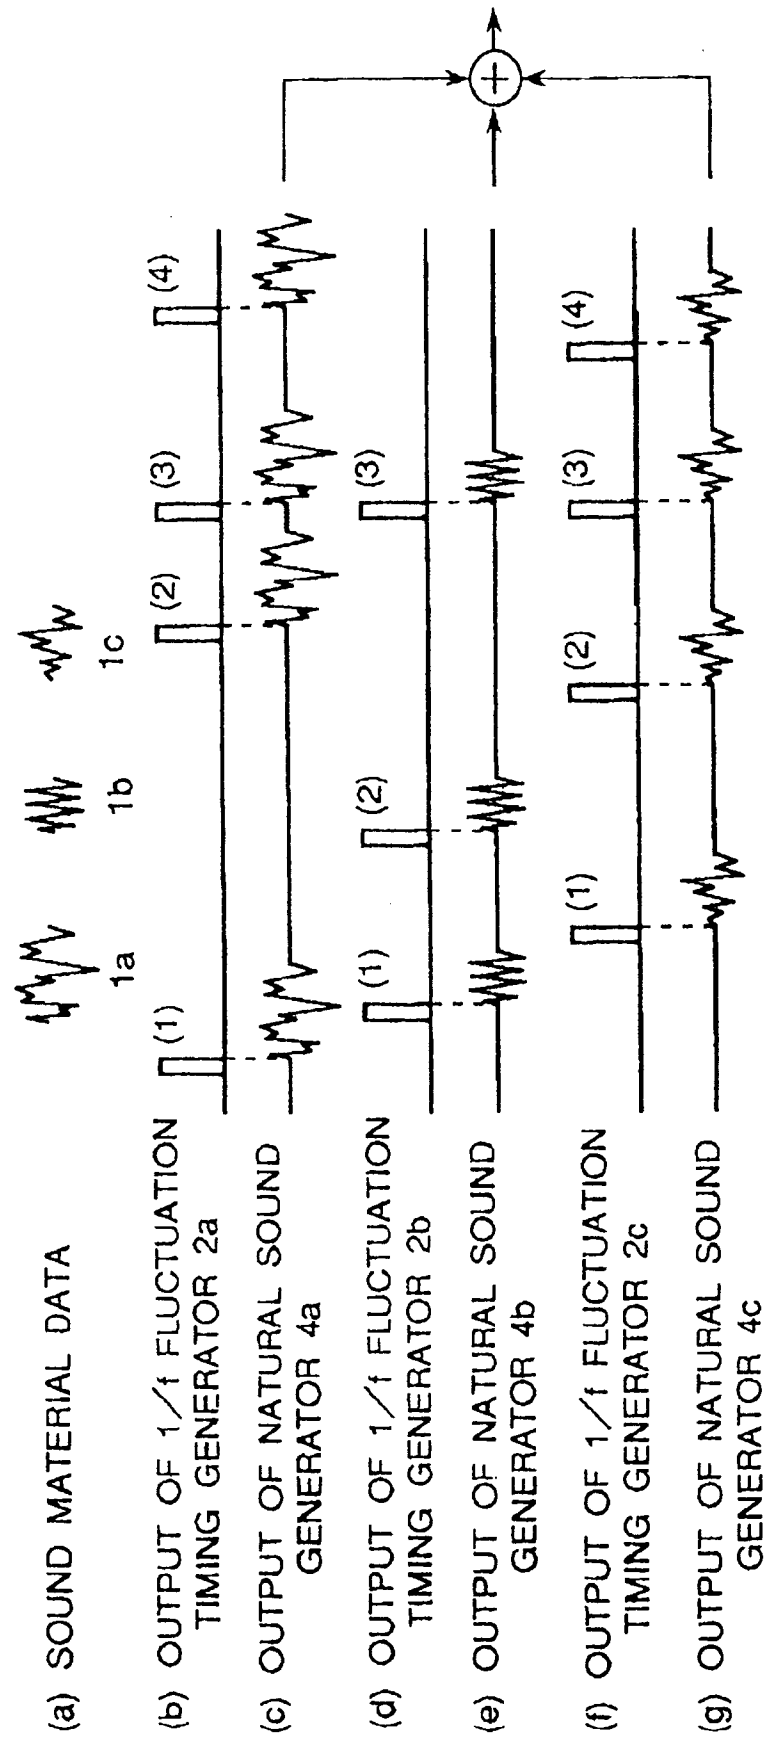 (a) SOUND MATERIAL DATA
1a 1b 1c
(b) OUTPUT OF 1/f FLUCTUATION
TIMING GENERATOR 2a
(1) (2) (3) (4)
(c) OUTPUT OF NATURAL SOUND
GENERATOR 4a
(d) OUTPUT OF 1/f FLUCTUATION
TIMING GENERATOR 2b
(1) (2) (3)
(e) OUTPUT OF NATURAL SOUND
GENERATOR 4b
(f) OUTPUT OF 1/f FLUCTUATION
TIMING GENERATOR 2c
(1) (2) (3) (4)
(g) OUTPUT OF NATURAL SOUND
GENERATOR 4c
+